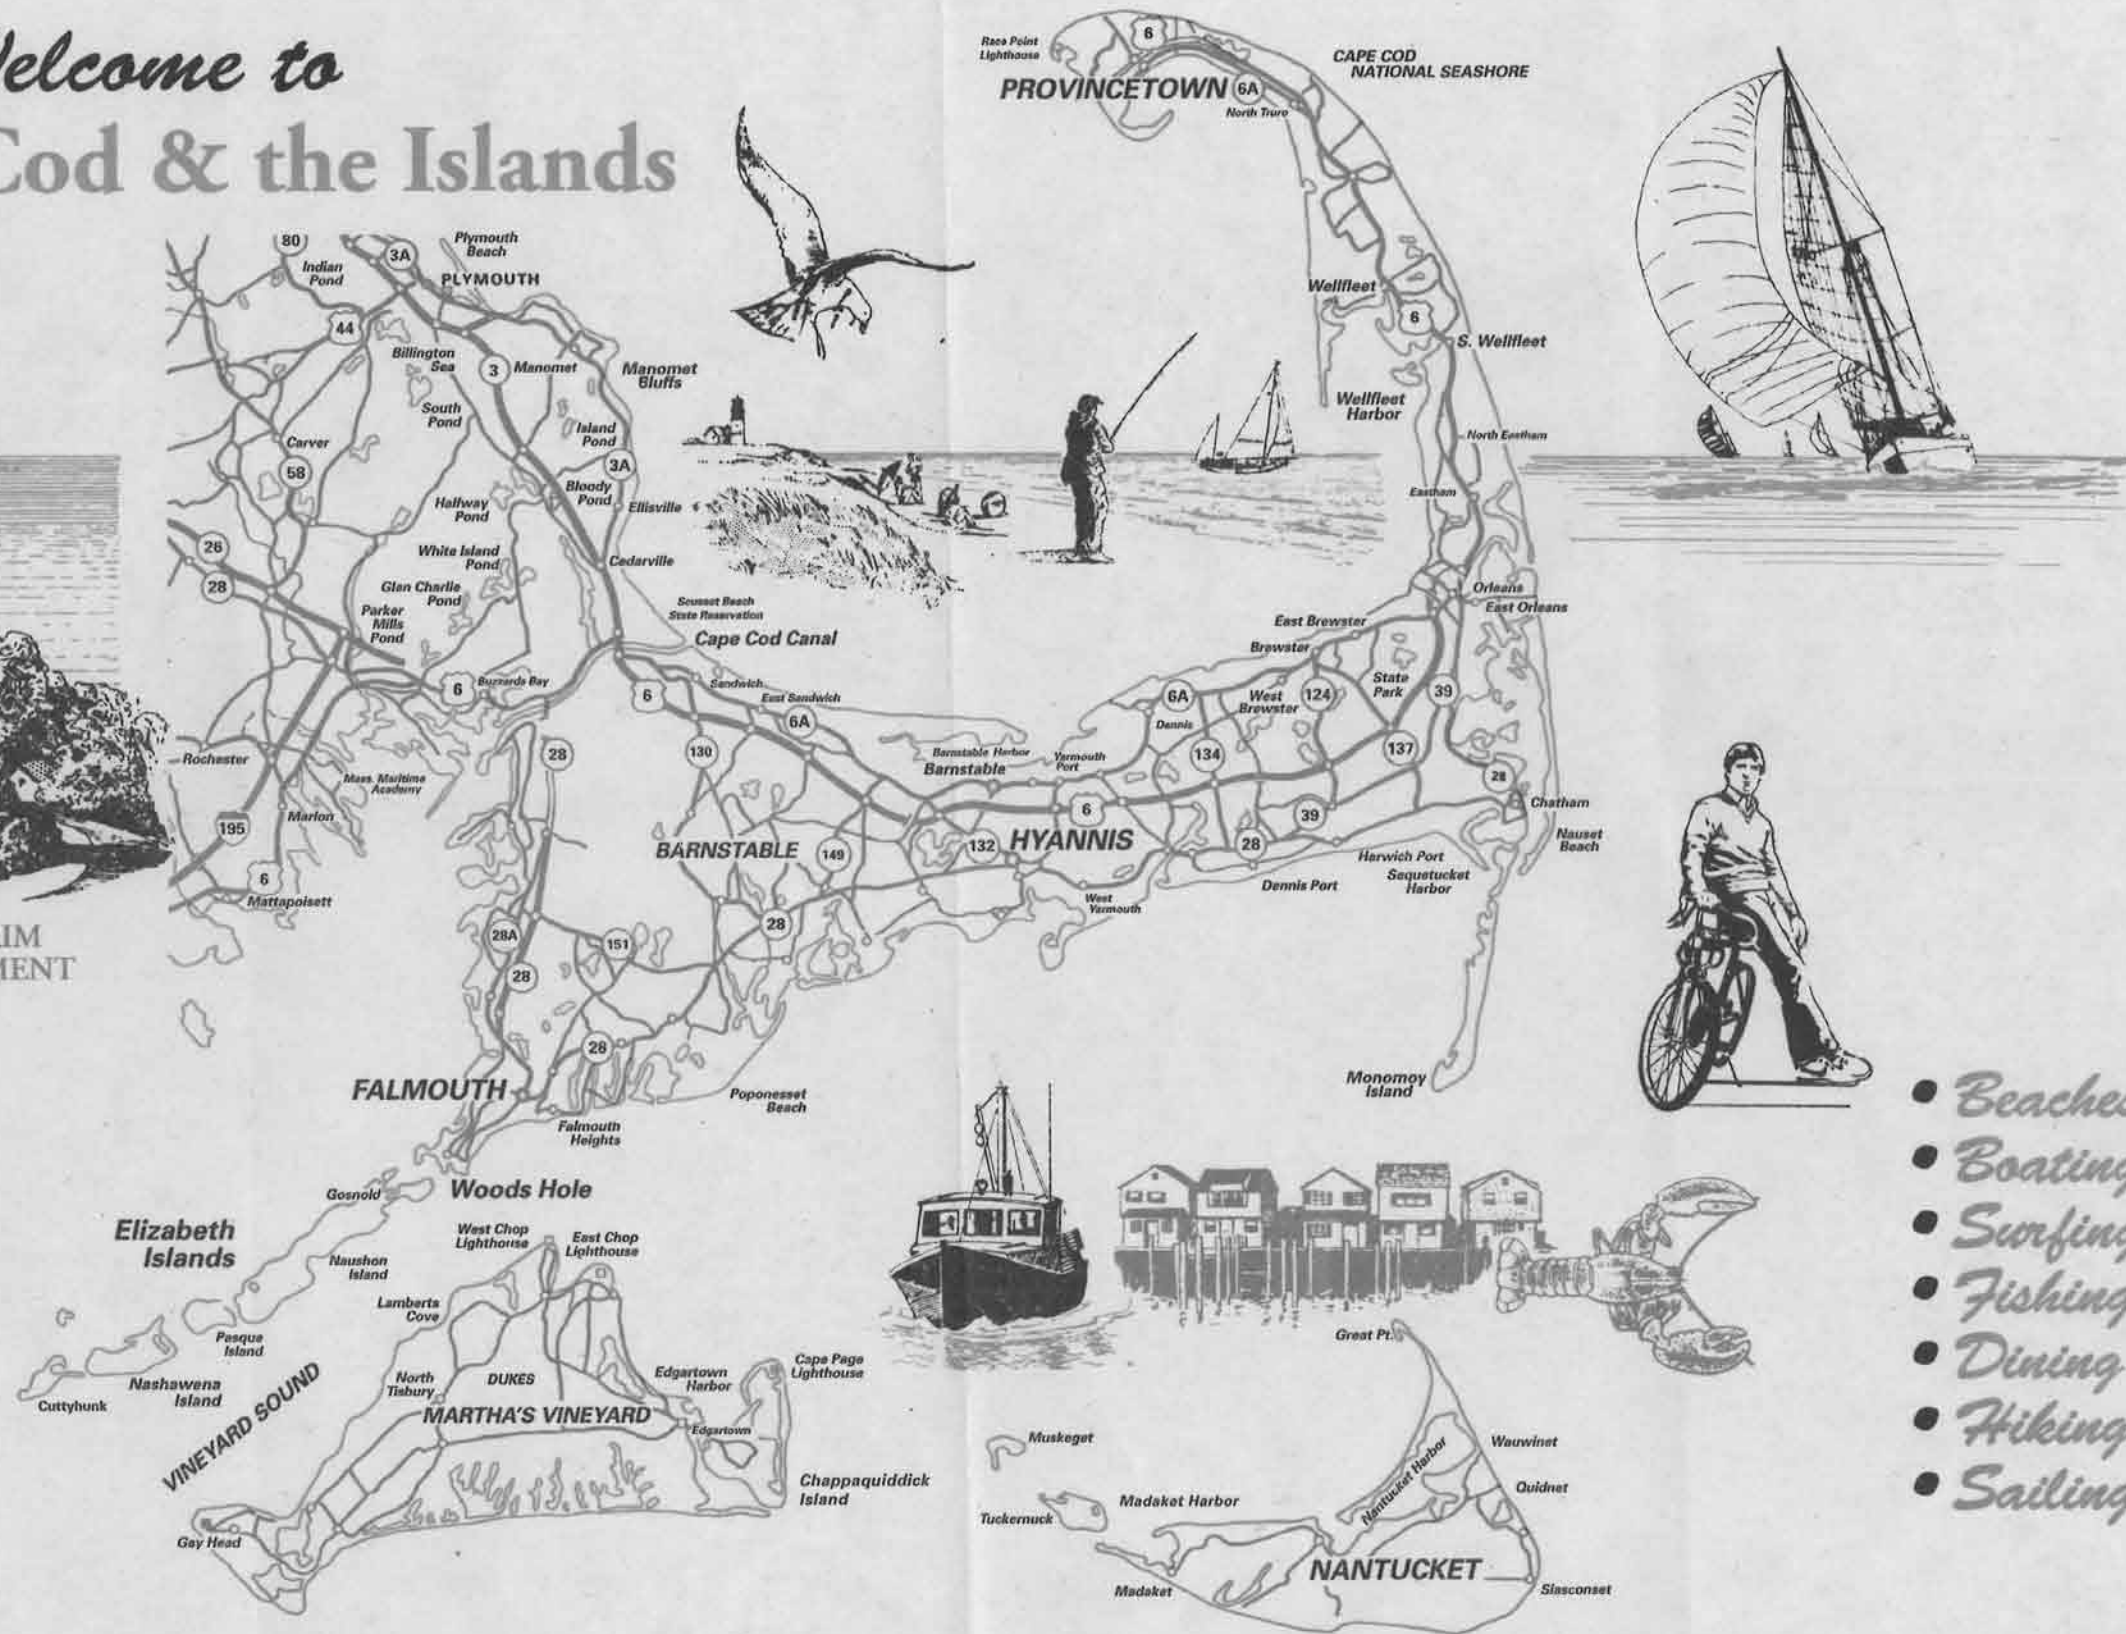 Welcome to
Cod & the Islands
Race Point
Lighthouse
6
PROVINCETOWN
6A
North Truro
CAPE COD
NATIONAL SEASHORE
80
3A
Plymouth
Beach
Indian
Pond
PLYMOUTH
44
Billington
Sea
3
Manomet
Manomet
Bluffs
South
Pond
Island
Pond
Carver
58
3A
Bloody
Pond
Ellisville
Halfway
Pond
26
28
White Island
Pond
Cedarville
Glen Charlie
Pond
Parker
Mills
Pond
Scusset Beach
State Reservation
Cape Cod Canal
6
Buzzards Bay
6
Sandwich
East Sandwich
6A
Wellfleet
6
S. Wellfleet
Wellfleet
Harbor
North Eastham
Eastham
Orleans
East Orleans
East Brewster
Brewster
6A
West
Brewster
124
State
Park
39
Dennis
134
137
28
Chatham
Nauset
Beach
Rochester
Mass. Maritime
Academy
28
130
Barnstable Harbor
Barnstable
Yarmouth
Port
195
Marion
6
Mattapoisett
BARNSTABLE
149
132
HYANNIS
6
28
39
Harwich Port
Saquetucket
Harbor
Dennis Port
West
Yarmouth
28A
28
151
28
28
IM
MENT
FALMOUTH
Falmouth
Heights
Poponesset
Beach
Monomoy
Island
Gosnold
Woods Hole
Elizabeth
Islands
Naushon
Island
West Chop
Lighthouse
East Chop
Lighthouse
Lamberts
Cove
Pasque
Island
Nashawena
Island
Cuttyhunk
VINEYARD SOUND
North
Tisbury
DUKES
MARTHA'S VINEYARD
Edgartown
Harbor
Cape Page
Lighthouse
Edgartown
Chappaquiddick
Island
Gay Head
Great Pt.
Muskeget
Tuckernuck
Madaket Harbor
Nantucket Harbor
Wauwinet
Quidnet
NANTUCKET
Madaket
Siasconset
• Beaches
• Boating
• Surfing
• Fishing
• Dining
• Hiking
• Sailing